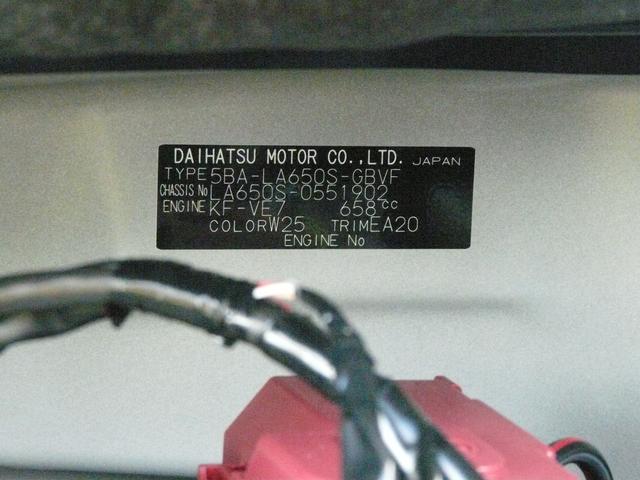 DAIHATSU MOTOR CO.,LTD. JAPAN
TYPE 5BA-LA650S-GBVF
CHASSIS No LA650S-0551902
ENGINE KF-VE7 658cc
COLOR W25 TRIM EA20
ENGINE No